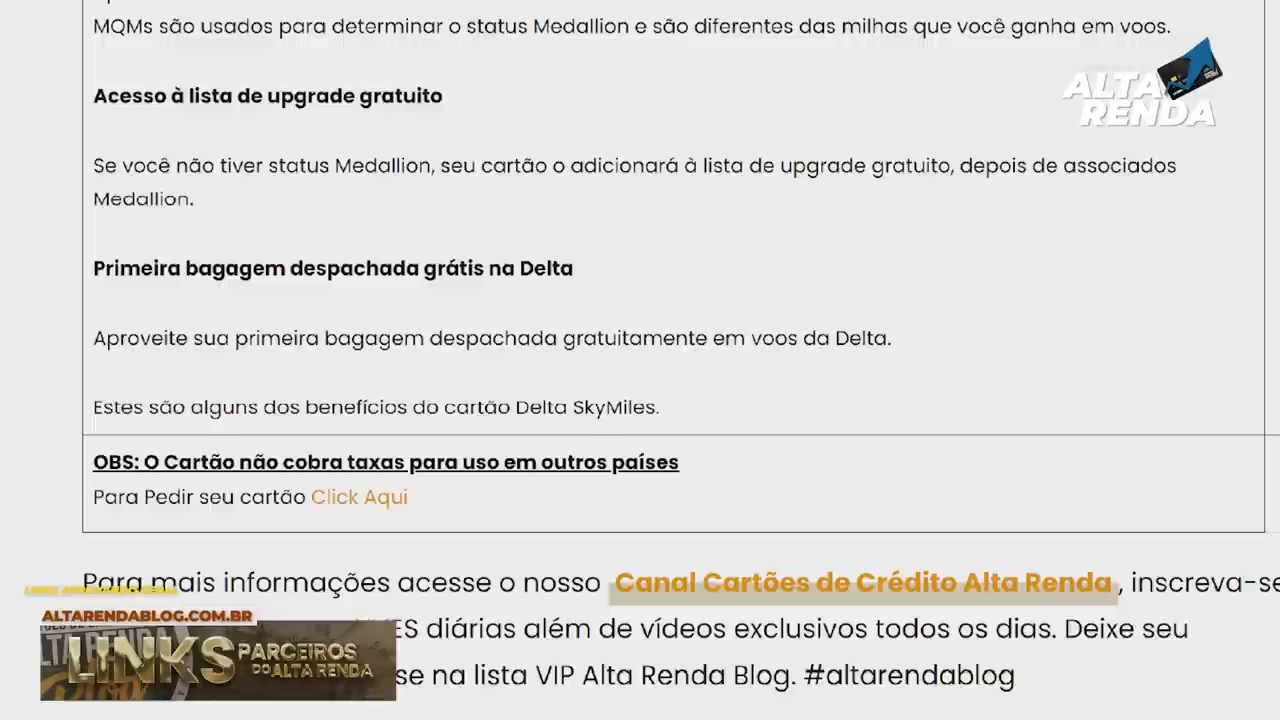 MQMs são usados para determinar o status Medallion e são diferentes das milhas que você ganha em voos.
ALTA
RENDA
Acesso à lista de upgrade gratuito
Se você não tiver status Medallion, seu cartão o adicionará à lista de upgrade gratuito, depois de associados
Medallion.
Primeira bagagem despachada grátis na Delta
Aproveite sua primeira bagagem despachada gratuitamente em voos da Delta.
Estes são alguns dos benefícios do cartão Delta SkyMiles.
OBS: O Cartão não cobra taxas para uso em outros países
Para Pedir seu cartão Click Aqui
Para mais informações acesse o nosso Canal Cartões de Crédito Alta Renda, inscreva-se
ALTARENDABLOG.COM.BR
diárias além de vídeos exclusivos todos os dias. Deixe seu
LINKS PARCEIROS
DO ALTA RENDA
se na lista VIP Alta Renda Blog. #altarendablog